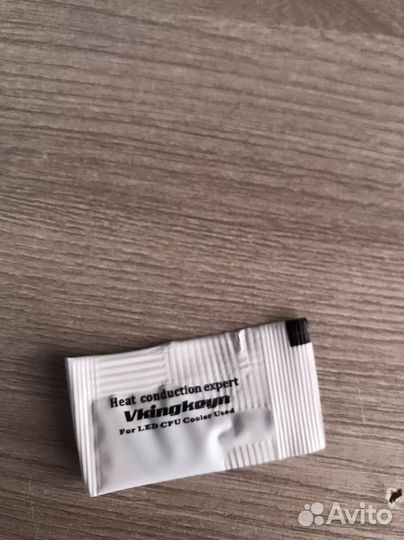 Heat conduction expert
Vkingkeyn
For LED CPU Cooler Used
Avito